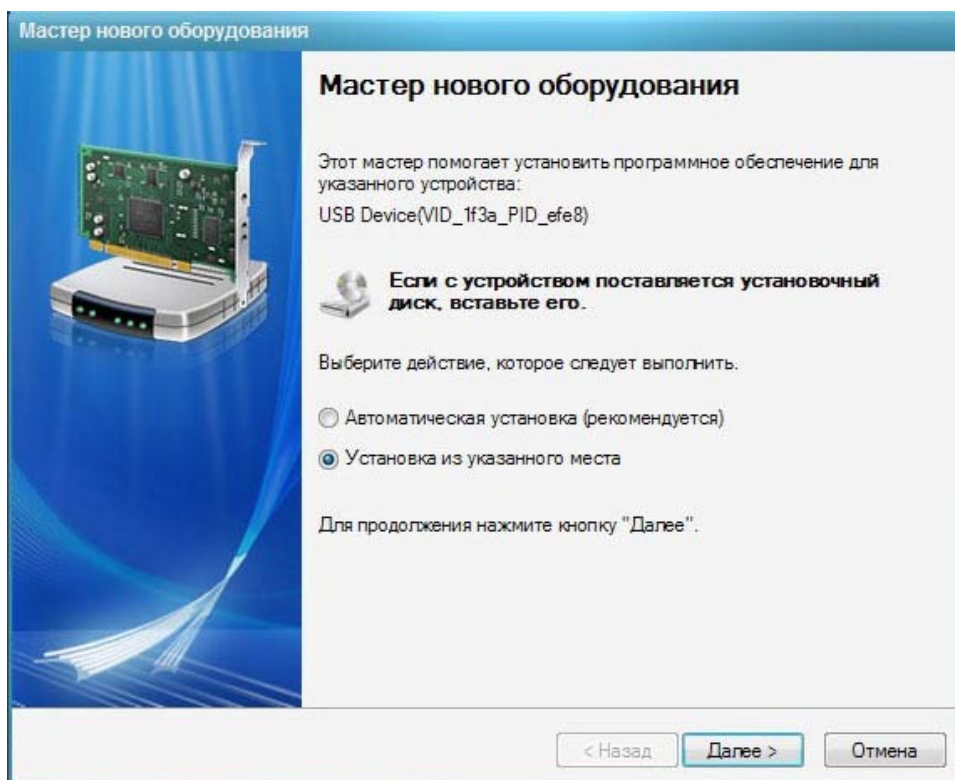 Мастер нового оборудования
Мастер нового оборудования
Этот мастер помогает установить программное обеспечение для
указанного устройства:
USB Device(VID_1f3a_PID_efe8)
Если с устройством поставляется установочный
диск, вставьте его.
Выберите действие, которое следует выполнить.
Автоматическая установка (рекомендуется)
Установка из указанного места
Для продолжения нажмите кнопку "Далее".
< Назад Далее > Отмена